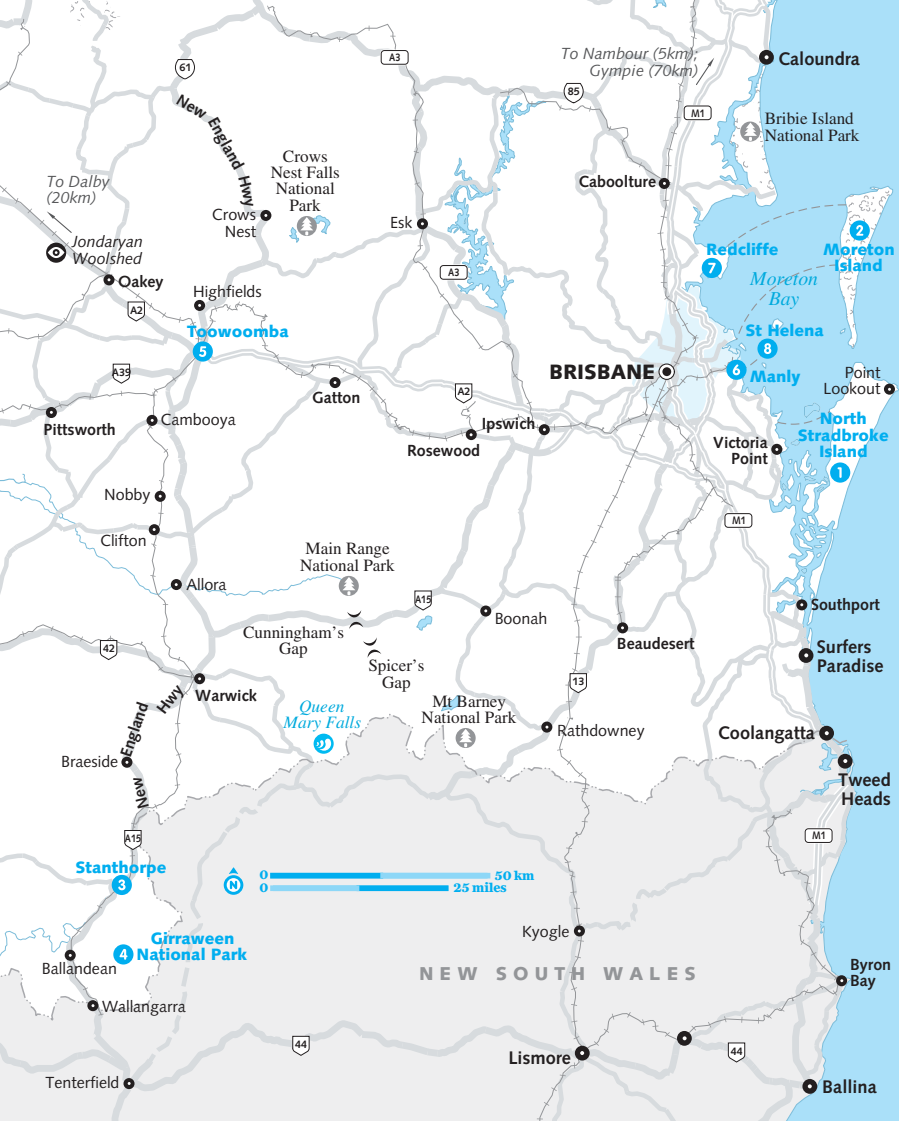 To Nambour (5km);
Gympie (70km)
Caloundra
A3
61
85
M1
New England Hwy
Bribie Island
National Park
Crows
Nest Falls
National
Park
To Dalby
(20km)
Caboolture
Crows
Nest
Esk
Jondaryan
Woolshed
2
Moreton
Island
Redcliffe
7
A3
Oakey
Moreton
Bay
Highfields
A2
Toowoomba
5
St Helena
8
A39
BRISBANE
6
Manly
Point
Lookout
Gatton
A2
Pittsworth
Cambooya
Ipswich
Rosewood
North
Stradbroke
Island
1
Victoria
Point
Nobby
Clifton
M1
Main Range
National Park
Allora
A15
Boonah
Southport
Cunningham's
Gap
Beaudesert
42
Spicer's
Gap
Surfers
Paradise
13
Warwick
New England Hwy
Queen
Mary Falls
Mt Barney
National Park
Rathdowney
Coolangatta
Braeside
Tweed
Heads
A15
M1
Stanthorpe
3
N
0 50 km
0 25 miles
Kyogle
4
Girraween
National Park
Ballandean
NEW SOUTH WALES
Byron
Bay
Wallangarra
44
Lismore
44
Tenterfield
Ballina